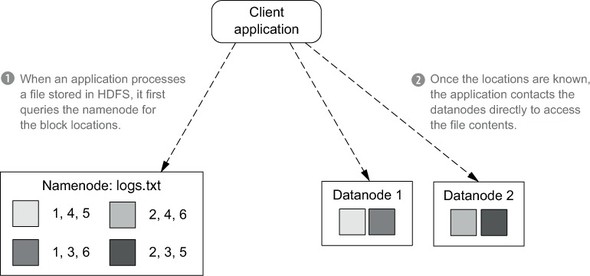 Client
application
1 When an application processes
a file stored in HDFS, it first
queries the namenode for
the block locations.
2 Once the locations are known,
the application contacts the
datanodes directly to access
the file contents.
Namenode: logs.txt
1, 4, 5
2, 4, 6
1, 3, 6
2, 3, 5
Datanode 1
Datanode 2